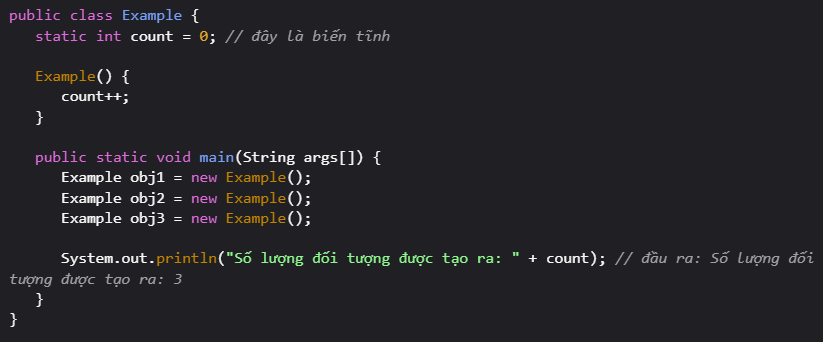 public class Example {
static int count = 0; // đây là biến tĩnh
Example() {
count++;
}
public static void main(String args[]) {
Example obj1 = new Example();
Example obj2 = new Example();
Example obj3 = new Example();
System.out.println("Số lượng đối tượng được tạo ra: " + count); // đầu ra: Số lượng đối
tượng được tạo ra: 3
}
}